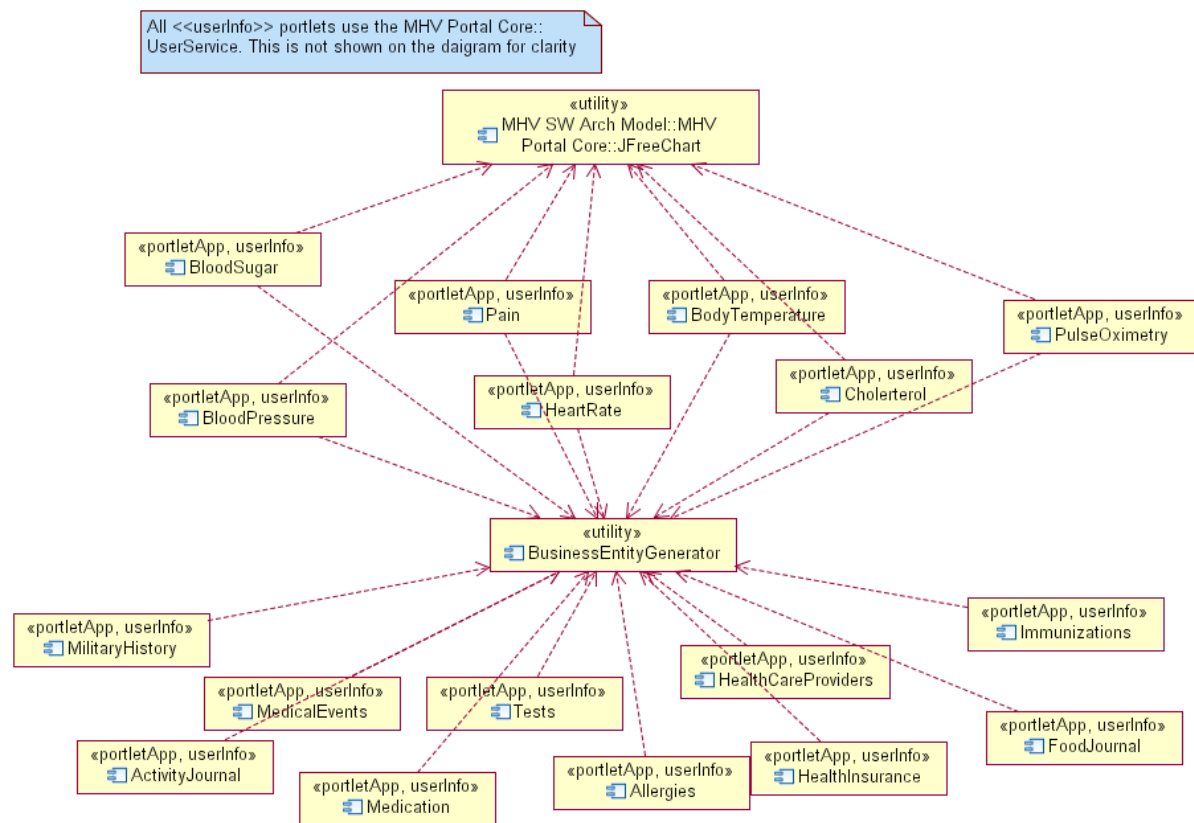 All <<userInfo>> portlets use the MHV Portal Core::
UserService. This is not shown on the daigram for clarity
«utility»
MHV SW Arch Model::MHV
Portal Core::JFreeChart
«portletApp, userInfo»
BloodSugar
«portletApp, userInfo»
Pain
«portletApp, userInfo»
BodyTemperature
«portletApp, userInfo»
PulseOximetry
«portletApp, userInfo»
BloodPressure
«portletApp, userInfo»
HeartRate
«portletApp, userInfo»
Cholerterol
«utility»
BusinessEntityGenerator
«portletApp, userInfo»
MilitaryHistory
«portletApp, userInfo»
Immunizations
«portletApp, userInfo»
MedicalEvents
«portletApp, userInfo»
Tests
«portletApp, userInfo»
HealthCareProviders
«portletApp, userInfo»
ActivityJournal
«portletApp, userInfo»
FoodJournal
«portletApp, userInfo»
Medication
«portletApp, userInfo»
Allergies
«portletApp, userInfo»
HealthInsurance